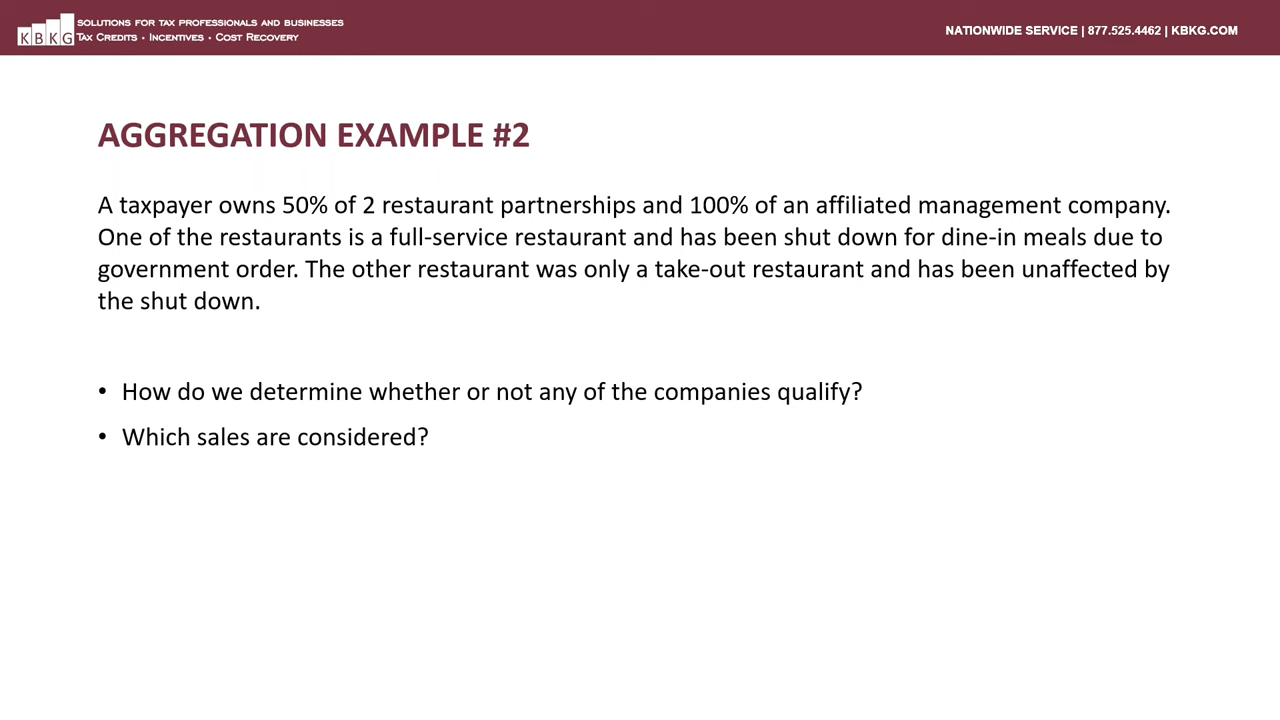 KBKG
SOLUTIONS FOR TAX PROFESSIONALS AND BUSINESSES
TAX CREDITS • INCENTIVES • COST RECOVERY
NATIONWIDE SERVICE | 877.525.4462 | KBKG.COM
AGGREGATION EXAMPLE #2
A taxpayer owns 50% of 2 restaurant partnerships and 100% of an affiliated management company.
One of the restaurants is a full-service restaurant and has been shut down for dine-in meals due to
government order. The other restaurant was only a take-out restaurant and has been unaffected by
the shut down.
• How do we determine whether or not any of the companies qualify?
• Which sales are considered?